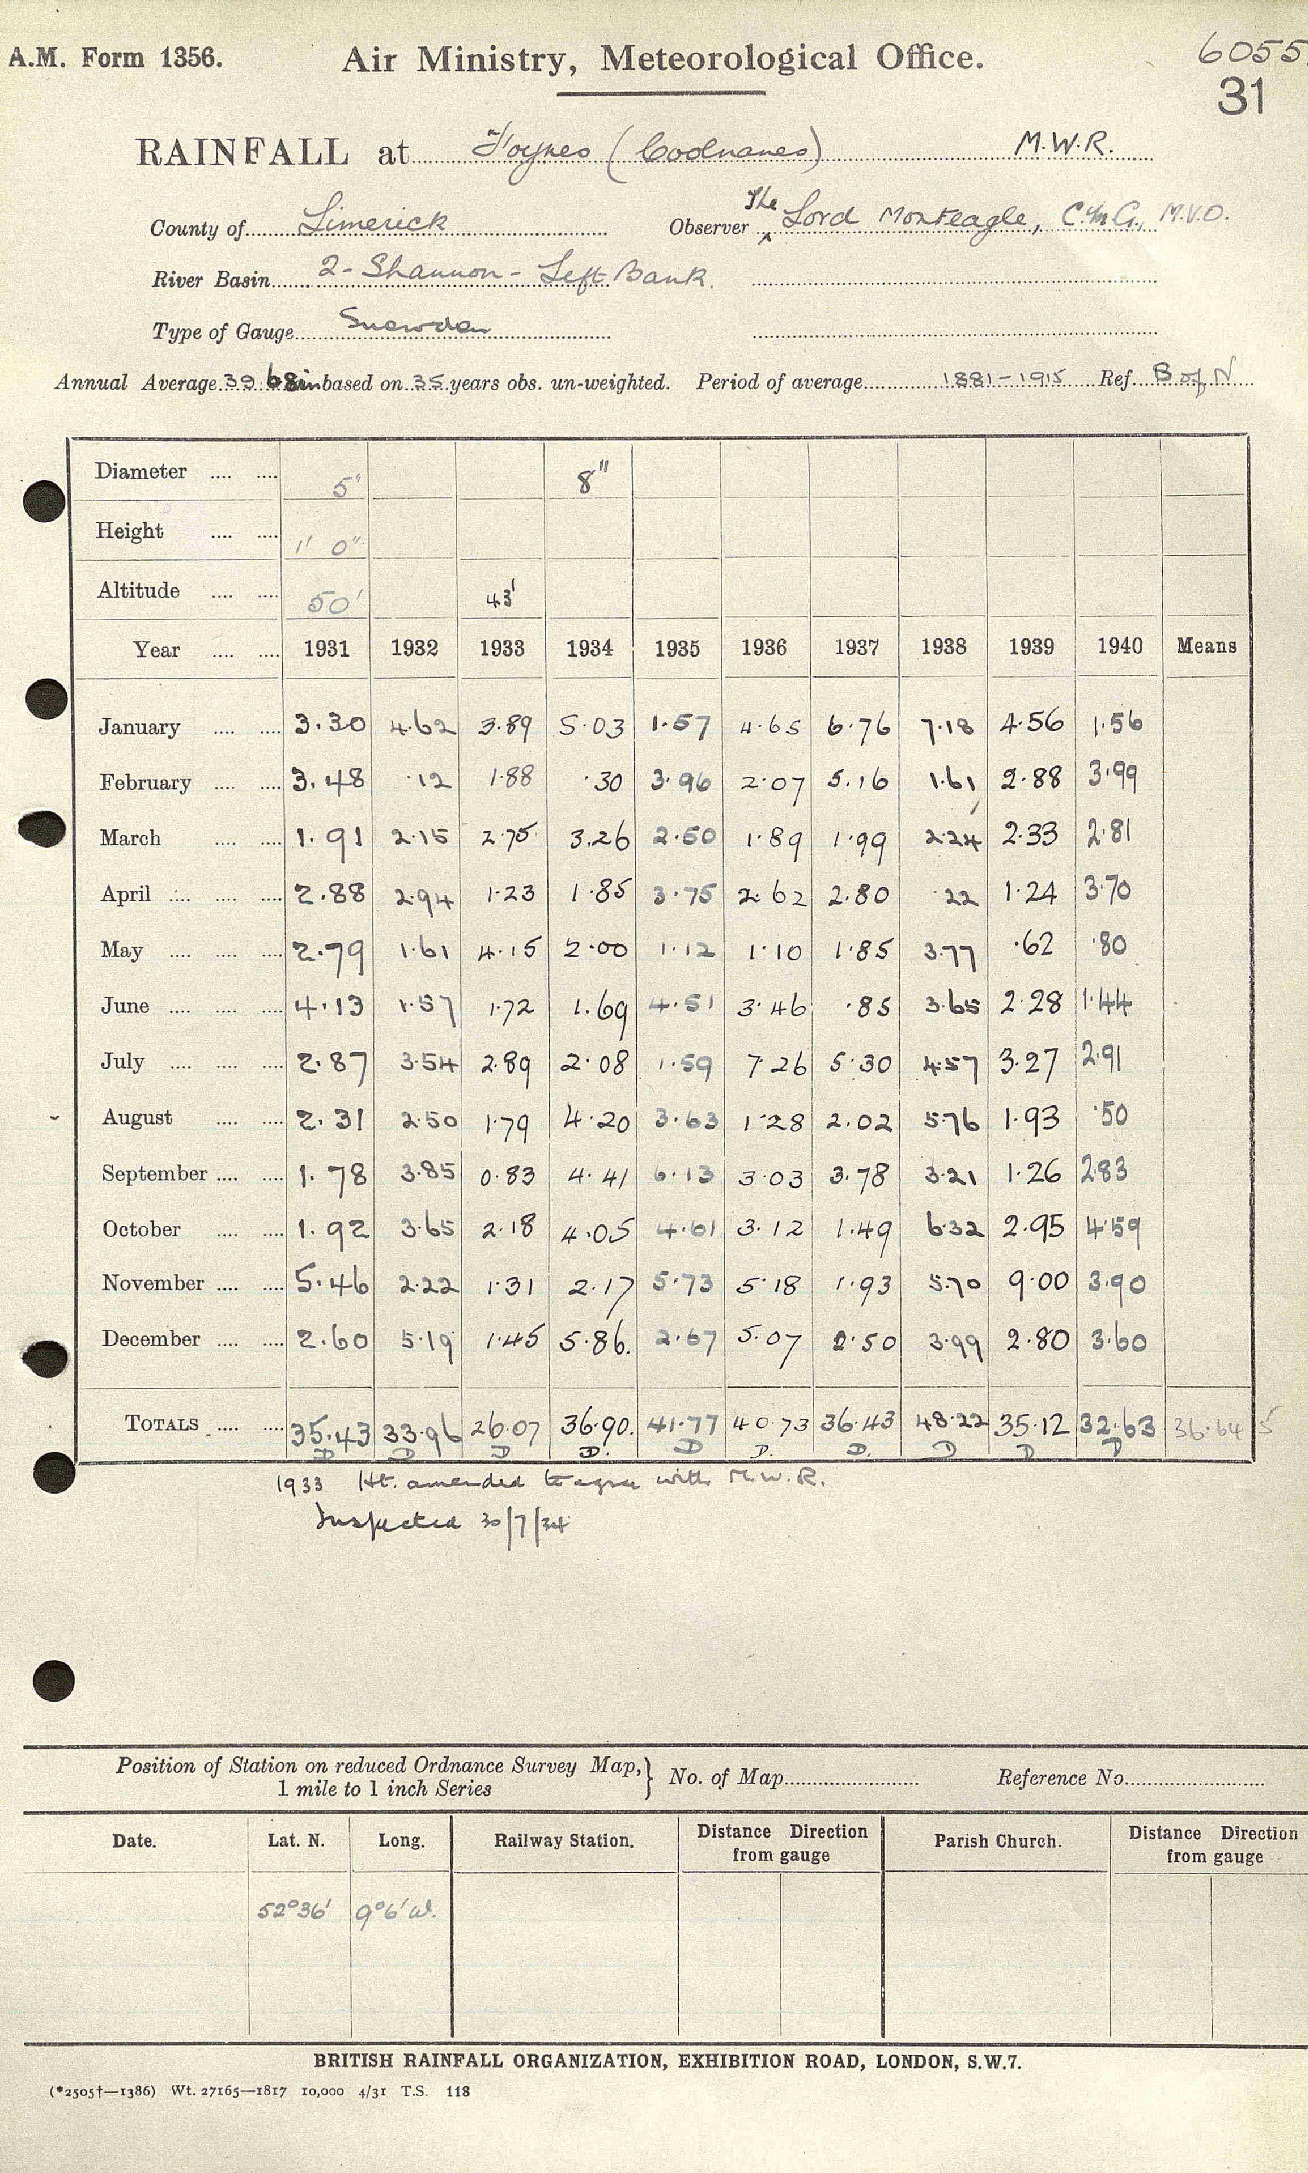 A.M. Form 1356. Air Ministry, Meteorological Office. 6055
31
RAINFALL at Foynes (Coolnanes) M.W.R.
County of Limerick Observer The Lord Monteagle, C.M.G., M.V.O.
River Basin 2 - Shannon - Left Bank.
Type of Gauge Snowdon
Annual Average 39.68 in based on 35 years obs. un-weighted. Period of average 1881-1915 Ref. B of N
Diameter .... .... 5" 8"
Height .... .... 1' 0"
Altitude .... .... 50' 43'
Year .... .... 1931 1932 1933 1934 1935 1936 1937 1938 1939 1940 Means
January .... .... 3.30 4.62 3.89 5.03 1.57 4.65 6.76 7.18 4.56 1.56
February .... .... 3.48 .12 1.88 .30 3.96 2.07 5.16 1.61 2.88 3.99
March .... .... 1.91 2.15 2.75 3.26 2.50 1.89 1.99 2.24 2.33 2.81
April .... .... .... 2.88 2.94 1.23 1.85 3.75 2.62 2.80 .22 1.24 3.70
May .... .... .... 2.79 1.61 4.15 2.00 1.12 1.10 1.85 3.77 .62 .80
June .... .... .... 4.13 1.57 1.72 1.69 4.51 3.46 .85 3.65 2.28 1.44
July .... .... .... 2.87 3.54 2.89 2.08 1.59 7.26 5.30 4.57 3.27 2.91
August .... .... 2.31 2.50 1.79 4.20 3.63 1.28 2.02 5.76 1.93 .50
September .... .... 1.78 3.85 0.83 4.41 6.13 3.03 3.78 3.21 1.26 2.83
October .... .... 1.92 3.65 2.18 4.05 4.61 3.12 1.49 6.32 2.95 4.59
November .... .... 5.46 2.22 1.31 2.17 5.73 5.18 1.93 5.70 9.00 3.90
December .... .... 2.60 5.19 1.45 5.86. 2.67 5.07 2.50 3.99 2.80 3.60
TOTALS .... .... 35.43 33.96 26.07 36.90. 41.77 40.73 36.43 48.22 35.12 32.63 36.64 5
D D D D. D D. D. D D D
1933 Ht. amended to agree with M.W.R.
Inspected 30/7/34
Position of Station on reduced Ordnance Survey Map, } No. of Map Reference No.
1 mile to 1 inch Series
Date. Lat. N. Long. Railway Station. Distance Direction from gauge Parish Church. Distance Direction from gauge
52°36' 9°6'W.
BRITISH RAINFALL ORGANIZATION, EXHIBITION ROAD, LONDON, S.W.7.
(*2505†—1386) Wt. 27165—1817 10,000 4/31 T.S. 118